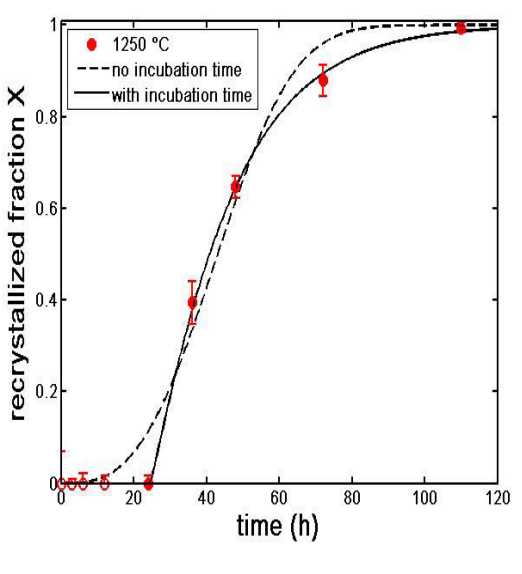 1250 °C
no incubation time
with incubation time
recrystallized fraction X
1
0.8
0.6
0.4
0.2
0
0 20 40 60 80 100 120
time (h)